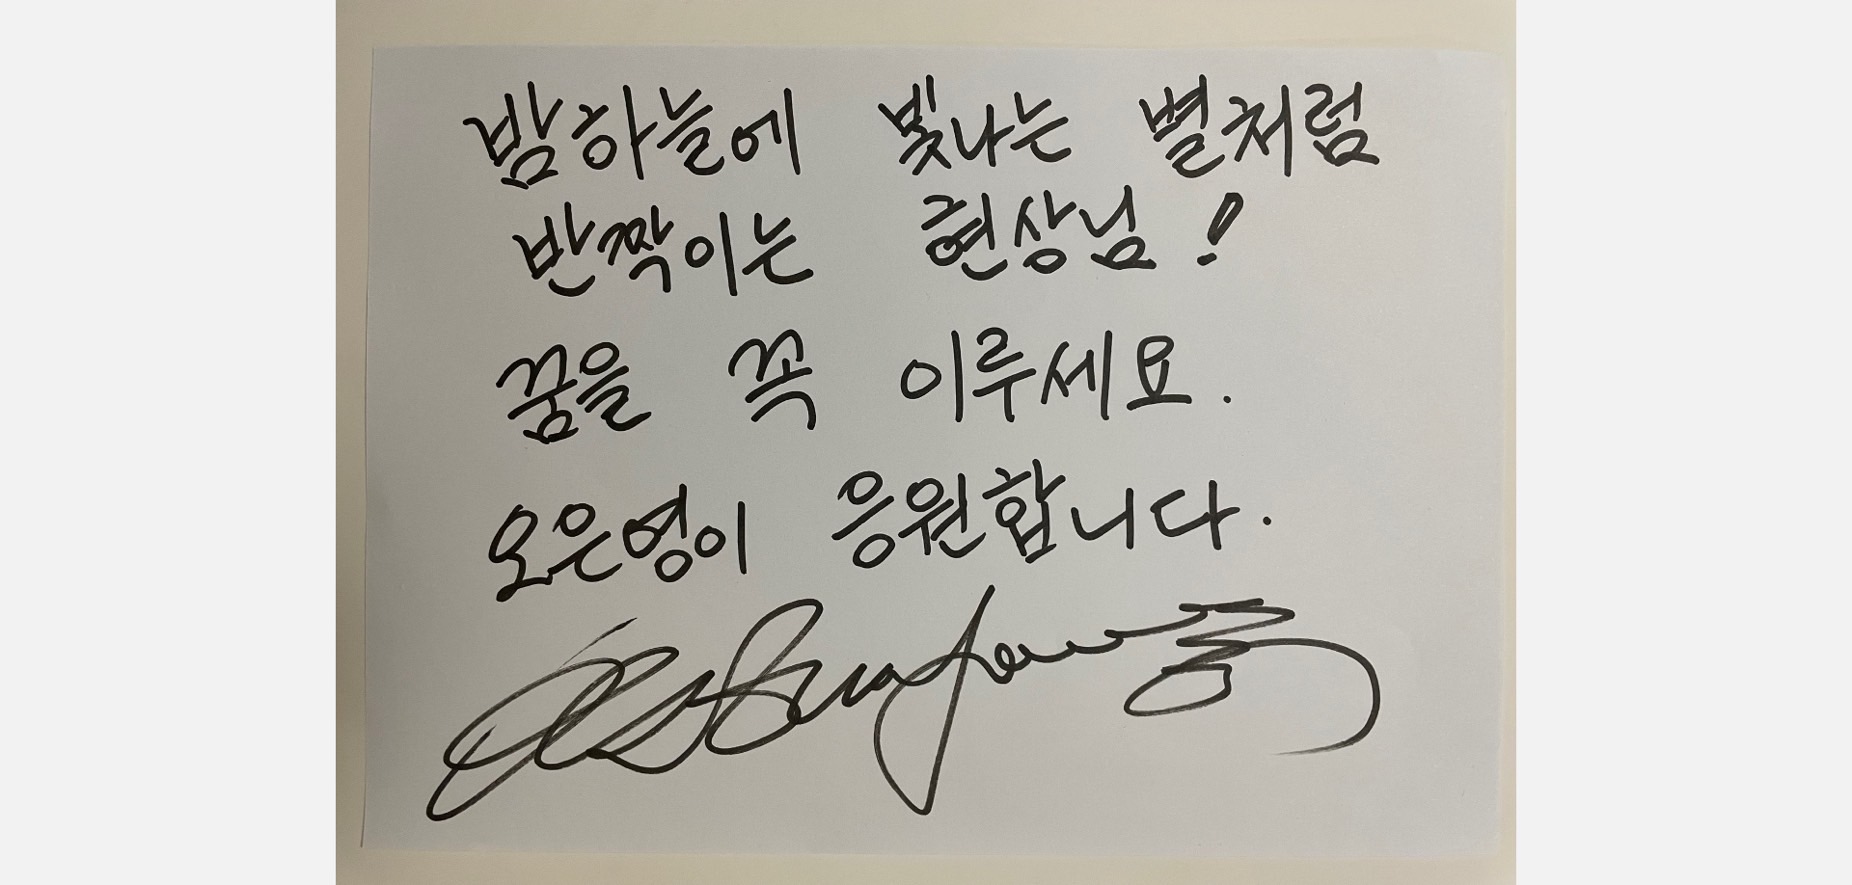 밤하늘에 빛나는 별처럼
반짝이는 현상님!
꿈을 꼭 이루세요.
오은영이 응원합니다.